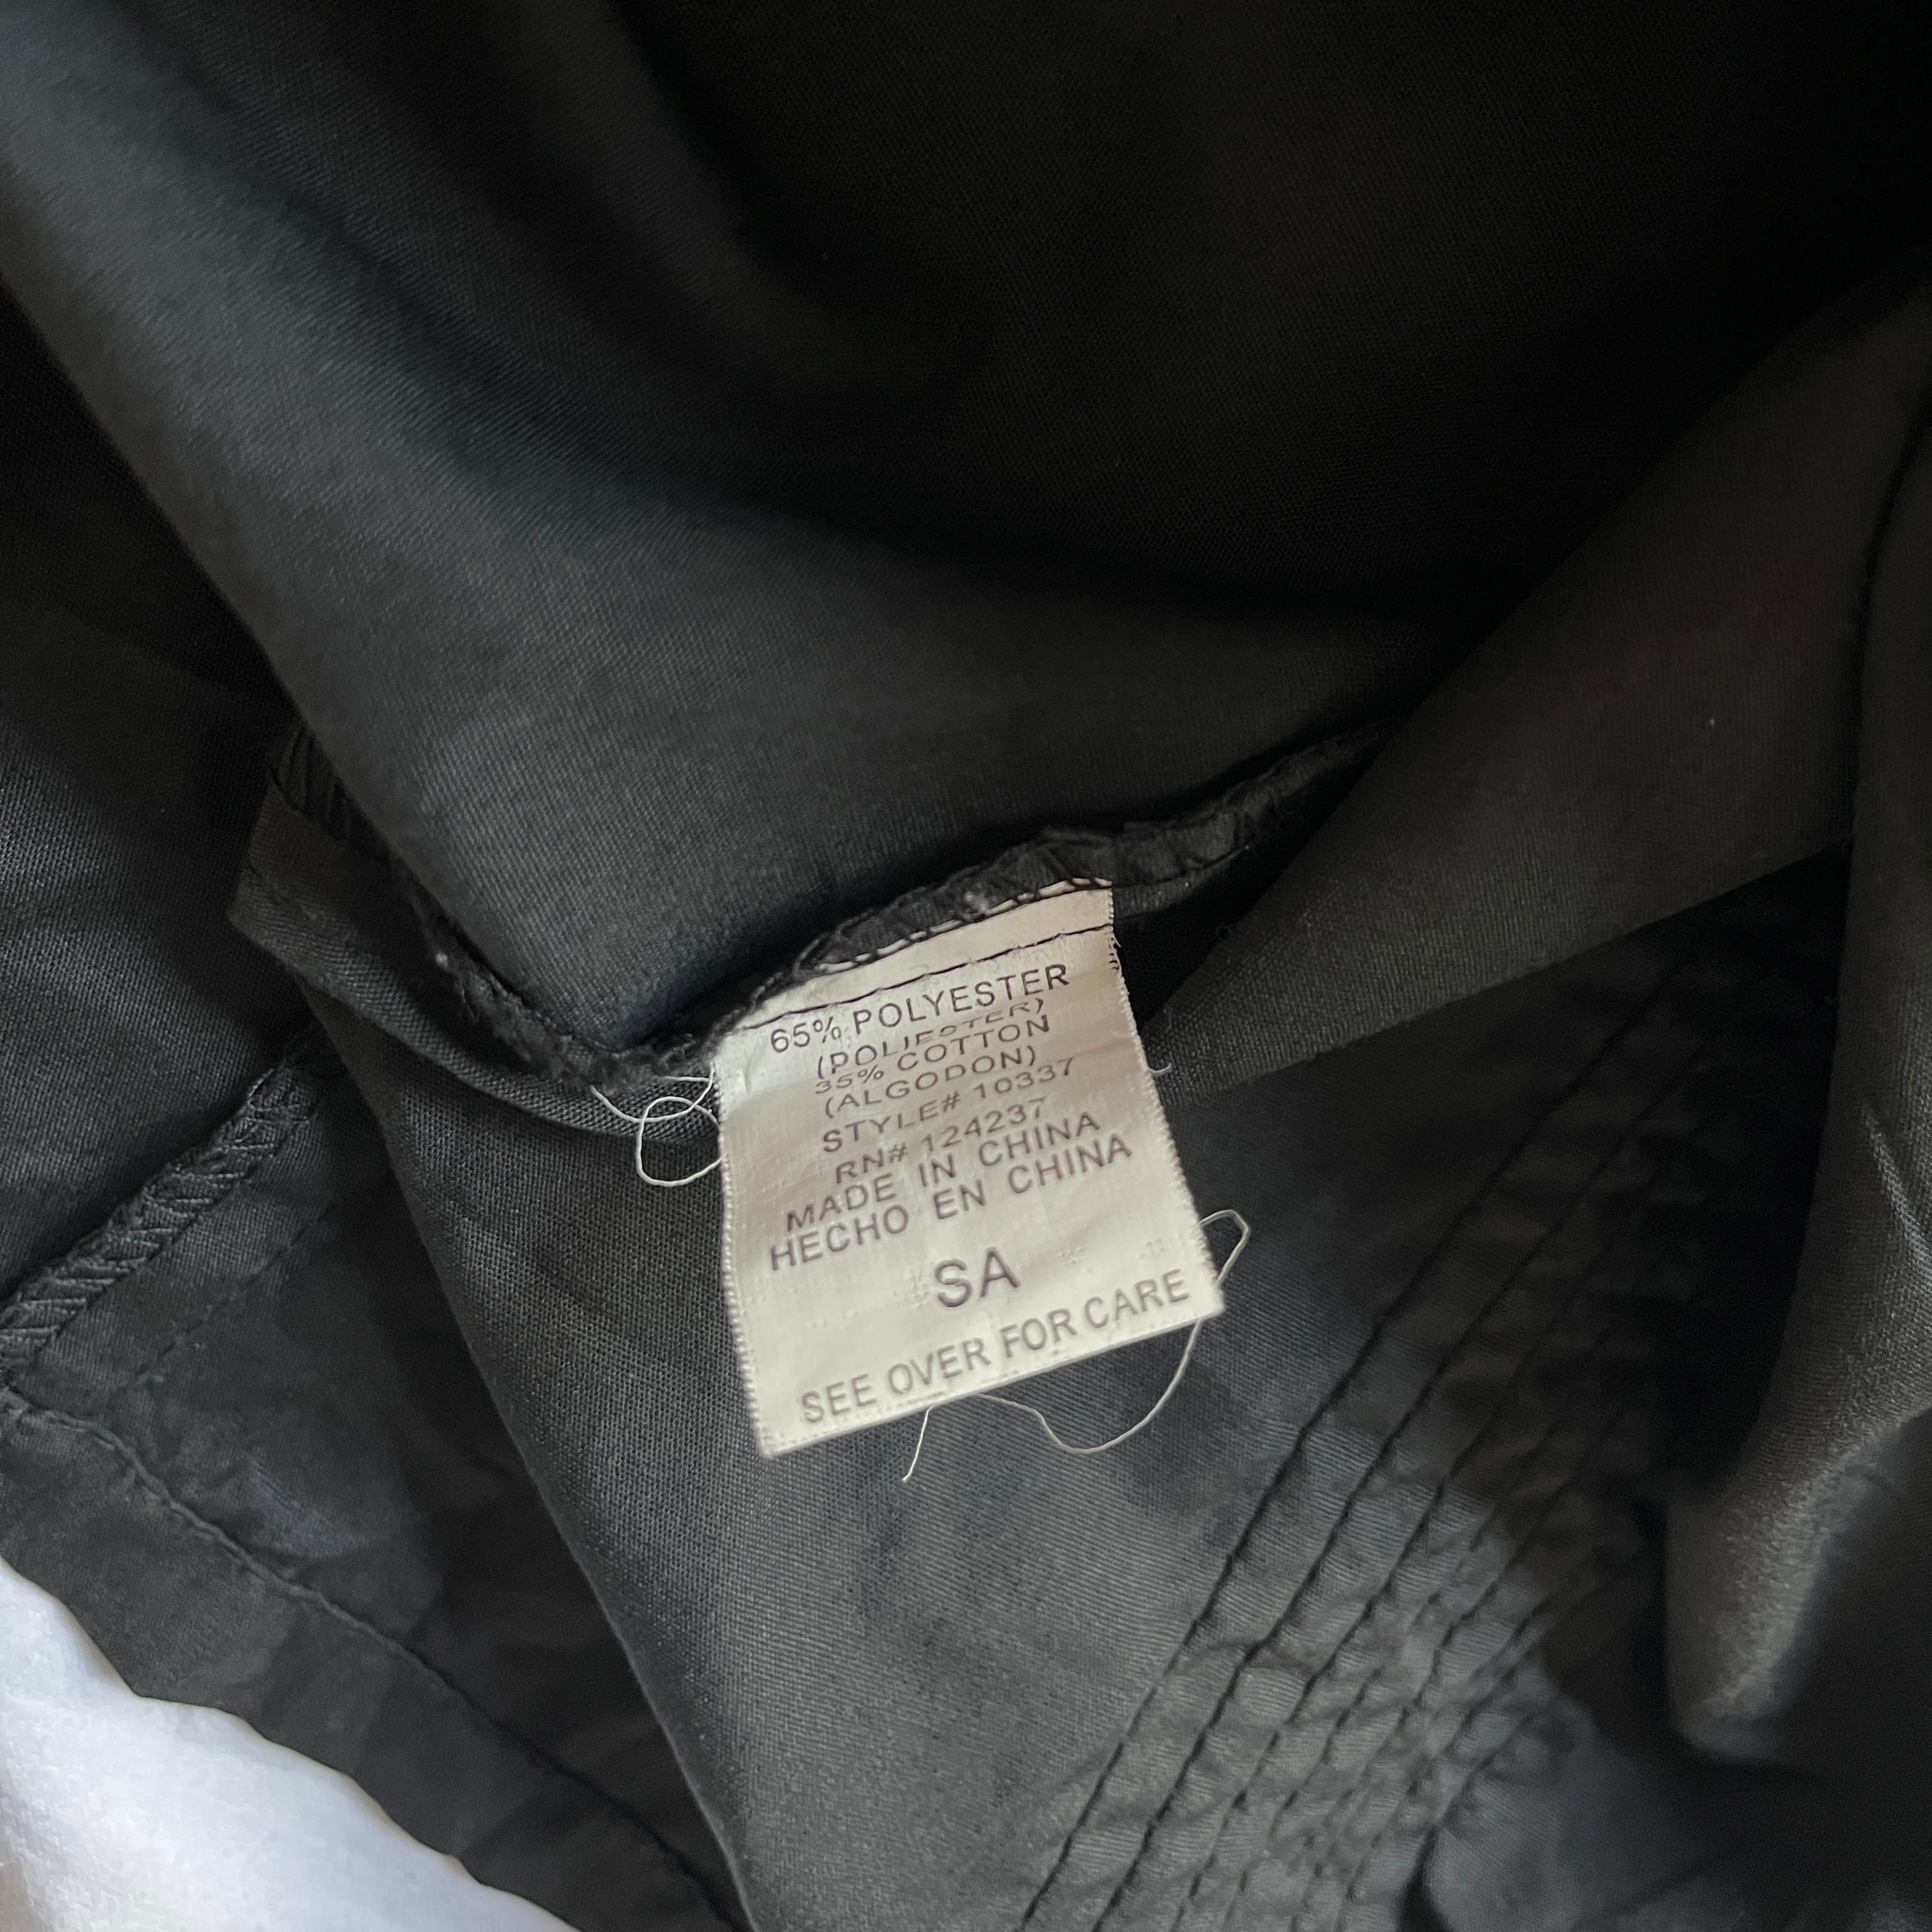 65% POLYESTER
(POLIESTER)
35% COTTON
(ALGODON)
STYLE# 10337
RN# 124237
MADE IN CHINA
HECHO EN CHINA
SA
SEE OVER FOR CARE